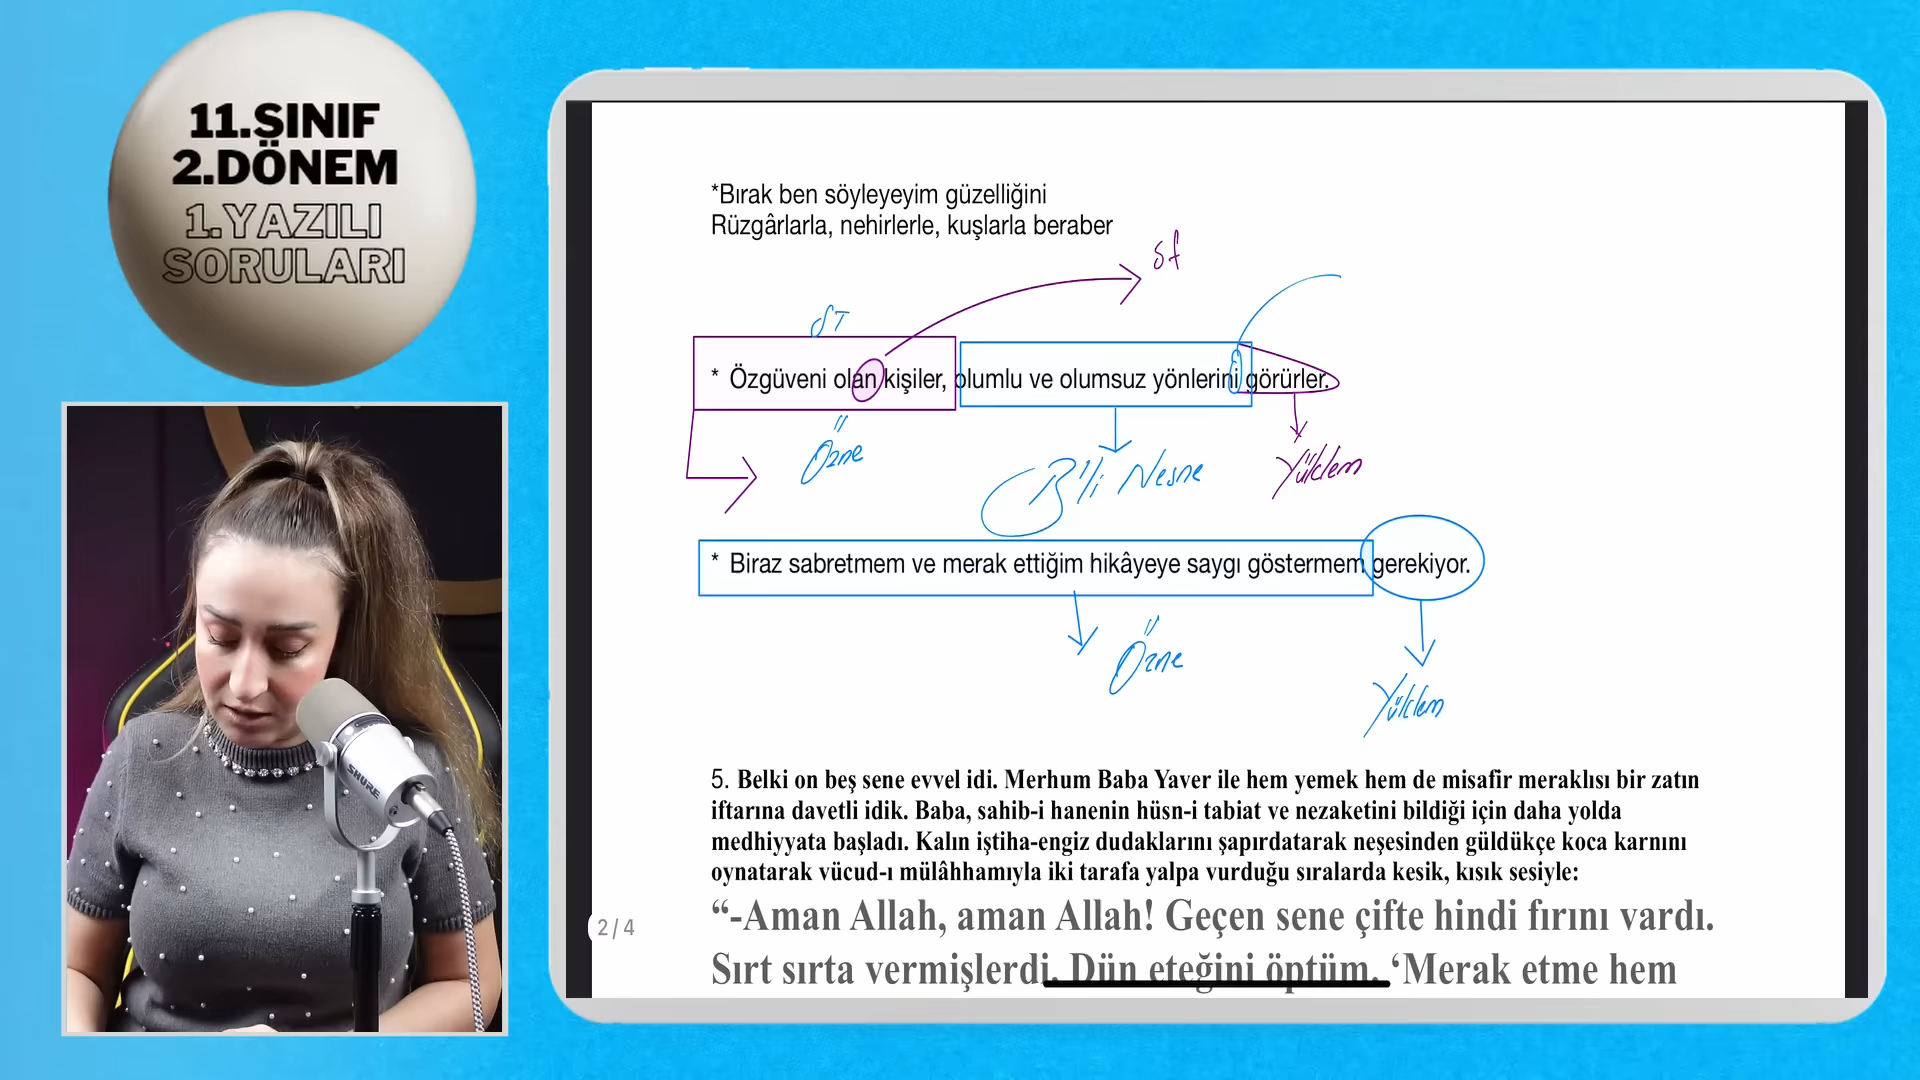 11.SINIF
2.DÖNEM
1.YAZILI
SORULARI
*Bırak ben söyleyeyim güzelliğini
Rüzgârlarla, nehirlerle, kuşlarla beraber
sf
ST
* Özgüveni olan kişiler, olumlu ve olumsuz yönlerini görürler.
Özne
B'li Nesne
Yüklem
* Biraz sabretmem ve merak ettiğim hikâyeye saygı göstermem gerekiyor.
Özne
Yüklem
5. Belki on beş sene evvel idi. Merhum Baba Yaver ile hem yemek hem de misafir meraklısı bir zatın
iftarına davetli idik. Baba, sahib-i hanenin hüsn-i tabiat ve nezaketini bildiği için daha yolda
medhiyyata başladı. Kalın iştiha-engiz dudaklarını şapırdatarak neşesinden güldükçe koca karnını
oynatarak vücud-ı mülâhhamıyla iki tarafa yalpa vurduğu sıralarda kesik, kısık sesiyle:
“-Aman Allah, aman Allah! Geçen sene çifte hindi fırını vardı.
Sırt sırta vermişlerdi. Dün eteğini öptüm. ‘Merak etme hem
2 / 4
SHURE